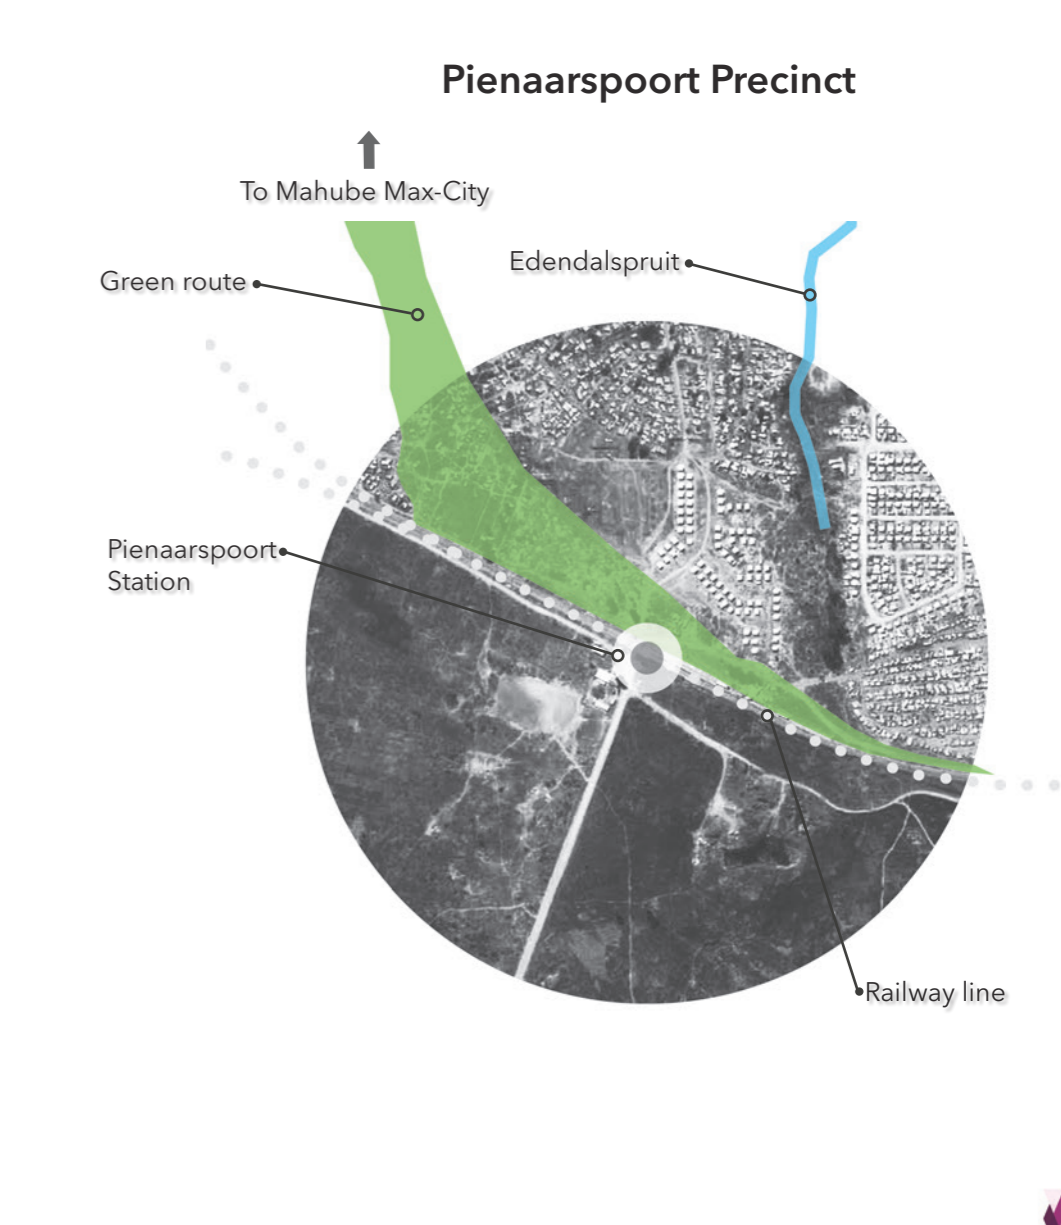 Pienaarspoort Precinct
To Mahube Max-City
Edendalspruit
Green route
Pienaarspoort
Station
Railway line